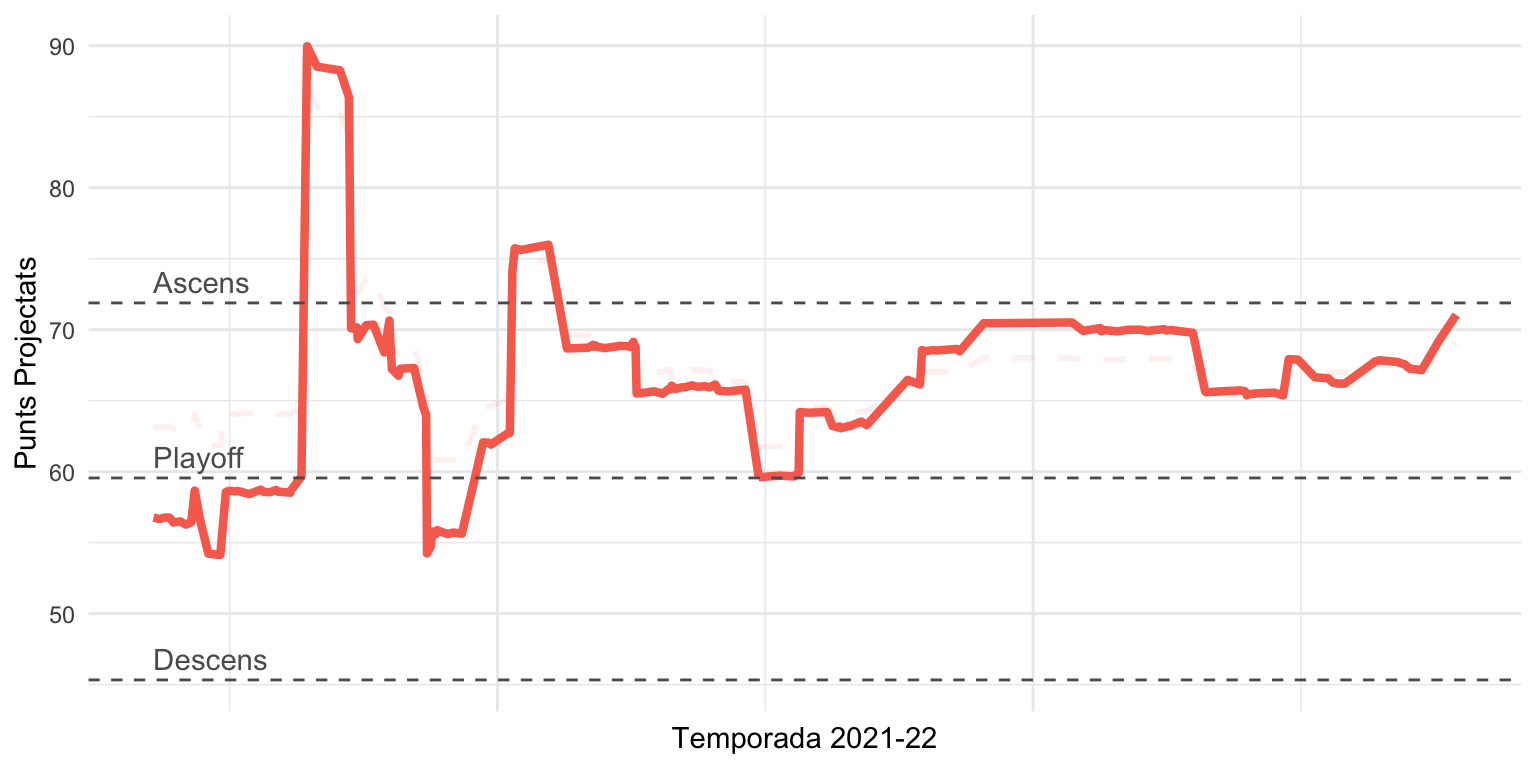 90
80
70
60
50
Punts Projectats
Ascens
Playoff
Descens
Temporada 2021-22